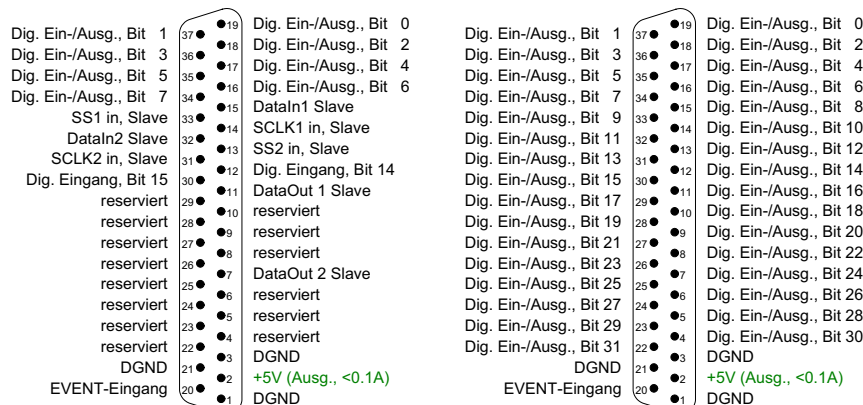 Dig. Ein-/Ausg., Bit 1 37
Dig. Ein-/Ausg., Bit 3 36
Dig. Ein-/Ausg., Bit 5 35
Dig. Ein-/Ausg., Bit 7 34
SS1 in, Slave 33
DataIn2 Slave 32
SCLK2 in, Slave 31
Dig. Eingang, Bit 15 30
reserviert 29
reserviert 28
reserviert 27
reserviert 26
reserviert 25
reserviert 24
reserviert 23
reserviert 22
DGND 21
EVENT-Eingang 20
19 Dig. Ein-/Ausg., Bit 0
18 Dig. Ein-/Ausg., Bit 2
17 Dig. Ein-/Ausg., Bit 4
16 Dig. Ein-/Ausg., Bit 6
15 DataIn1 Slave
14 SCLK1 in, Slave
13 SS2 in, Slave
12 Dig. Eingang, Bit 14
11 DataOut 1 Slave
10 reserviert
9 reserviert
8 reserviert
7 DataOut 2 Slave
6 reserviert
5 reserviert
4 reserviert
3 DGND
2 +5V (Ausg., <0.1A)
1 DGND
Dig. Ein-/Ausg., Bit 1 37
Dig. Ein-/Ausg., Bit 3 36
Dig. Ein-/Ausg., Bit 5 35
Dig. Ein-/Ausg., Bit 7 34
Dig. Ein-/Ausg., Bit 9 33
Dig. Ein-/Ausg., Bit 11 32
Dig. Ein-/Ausg., Bit 13 31
Dig. Ein-/Ausg., Bit 15 30
Dig. Ein-/Ausg., Bit 17 29
Dig. Ein-/Ausg., Bit 19 28
Dig. Ein-/Ausg., Bit 21 27
Dig. Ein-/Ausg., Bit 23 26
Dig. Ein-/Ausg., Bit 25 25
Dig. Ein-/Ausg., Bit 27 24
Dig. Ein-/Ausg., Bit 29 23
Dig. Ein-/Ausg., Bit 31 22
DGND 21
EVENT-Eingang 20
19 Dig. Ein-/Ausg., Bit 0
18 Dig. Ein-/Ausg., Bit 2
17 Dig. Ein-/Ausg., Bit 4
16 Dig. Ein-/Ausg., Bit 6
15 Dig. Ein-/Ausg., Bit 8
14 Dig. Ein-/Ausg., Bit 10
13 Dig. Ein-/Ausg., Bit 12
12 Dig. Ein-/Ausg., Bit 14
11 Dig. Ein-/Ausg., Bit 16
10 Dig. Ein-/Ausg., Bit 18
9 Dig. Ein-/Ausg., Bit 20
8 Dig. Ein-/Ausg., Bit 22
7 Dig. Ein-/Ausg., Bit 24
6 Dig. Ein-/Ausg., Bit 26
5 Dig. Ein-/Ausg., Bit 28
4 Dig. Ein-/Ausg., Bit 30
3 DGND
2 +5V (Ausg., <0.1A)
1 DGND